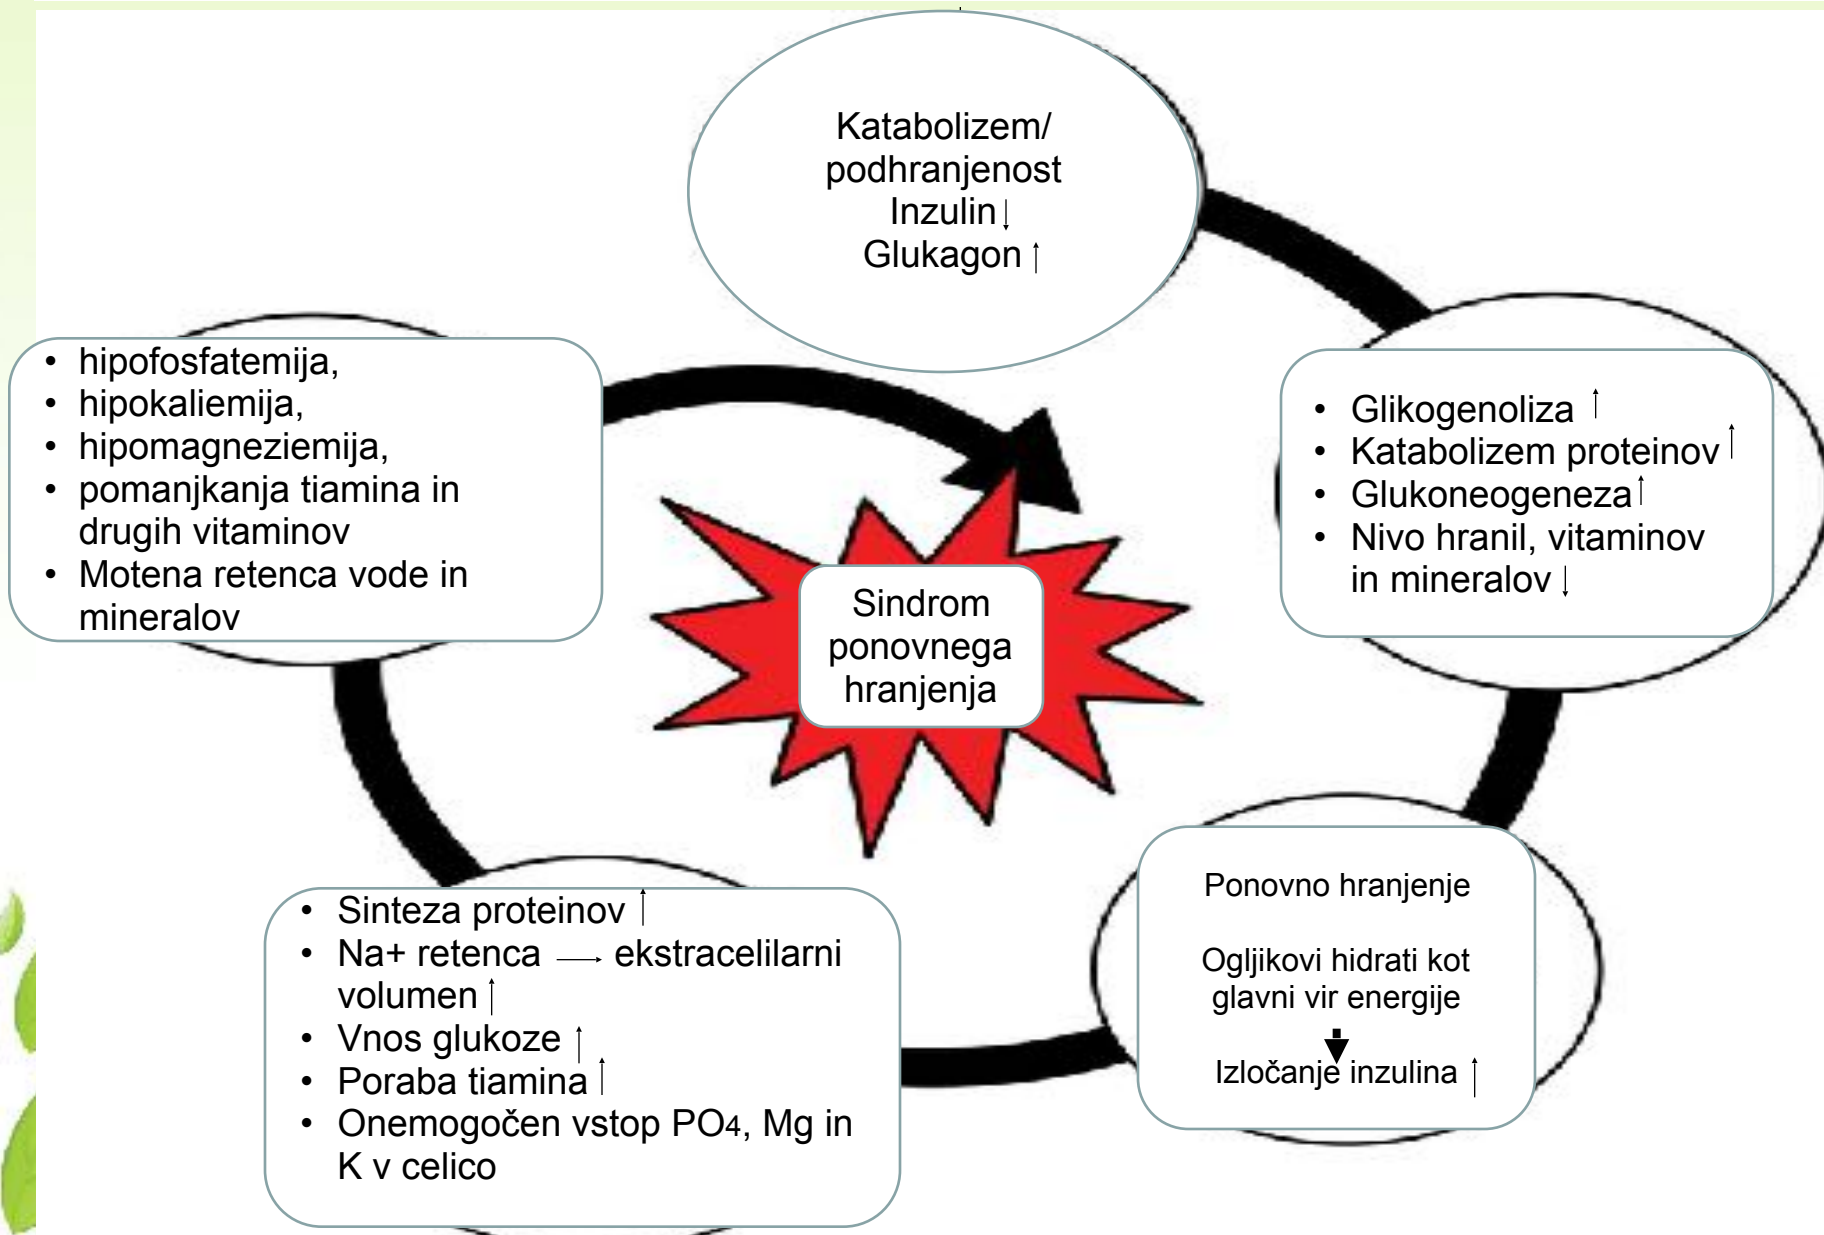 Katabolizem/
podhranjenost
Inzulin↓
Glukagon ↑
• Glikogenoliza ↑
• Katabolizem proteinov ↑
• Glukoneogeneza↑
• Nivo hranil, vitaminov
in mineralov ↓
Ponovno hranjenje
Ogljikovi hidrati kot
glavni vir energije
Izločanje inzulina ↑
• Sinteza proteinov ↑
• Na+ retenca → ekstracelilarni
volumen ↑
• Vnos glukoze ↑
• Poraba tiamina ↑
• Onemogočen vstop PO4, Mg in
K v celico
• hipofosfatemija,
• hipokaliemija,
• hipomagneziemija,
• pomanjkanja tiamina in
drugih vitaminov
• Motena retenca vode in
mineralov
Sindrom
ponovnega
hranjenja